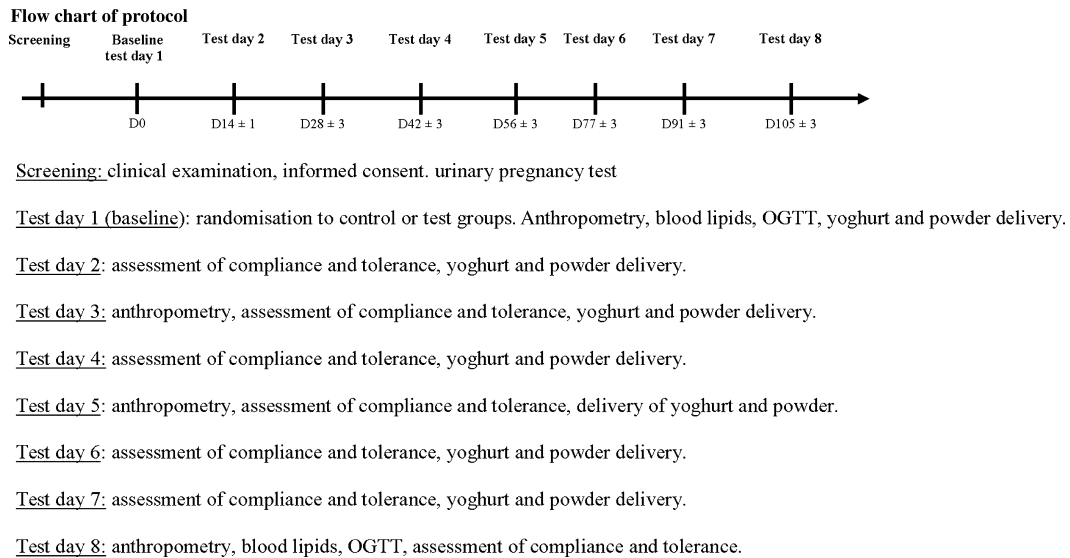 Flow chart of protocol
Screening Baseline Test day 2 Test day 3 Test day 4 Test day 5 Test day 6 Test day 7 Test day 8
test day 1
D0 D14 ± 1 D28 ± 3 D42 ± 3 D56 ± 3 D77 ± 3 D91 ± 3 D105 ± 3
Screening: clinical examination, informed consent. urinary pregnancy test
Test day 1 (baseline): randomisation to control or test groups. Anthropometry, blood lipids, OGTT, yoghurt and powder delivery.
Test day 2: assessment of compliance and tolerance, yoghurt and powder delivery.
Test day 3: anthropometry, assessment of compliance and tolerance, yoghurt and powder delivery.
Test day 4: assessment of compliance and tolerance, yoghurt and powder delivery.
Test day 5: anthropometry, assessment of compliance and tolerance, delivery of yoghurt and powder.
Test day 6: assessment of compliance and tolerance, yoghurt and powder delivery.
Test day 7: assessment of compliance and tolerance, yoghurt and powder delivery.
Test day 8: anthropometry, blood lipids, OGTT, assessment of compliance and tolerance.